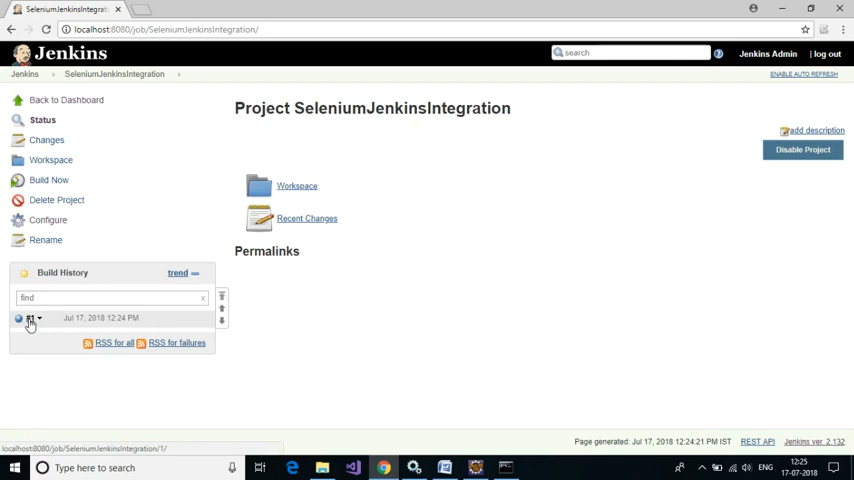 SeleniumJenkinsIntegrati
localhost:8080/job/SeleniumJenkinsIntegration/
Jenkins
search
Jenkins Admin
| log out
Jenkins
SeleniumJenkinsIntegration
ENABLE AUTO REFRESH
Back to Dashboard
Status
Changes
Workspace
Build Now
Delete Project
Configure
Rename
Project SeleniumJenkinsIntegration
add description
Disable Project
Workspace
Recent Changes
Permalinks
Build History
trend
find
x
#1
Jul 17, 2018 12:24 PM
RSS for all
RSS for failures
Page generated: Jul 17, 2018 12:24:21 PM IST
REST API
Jenkins ver. 2.132
localhost:8080/job/SeleniumJenkinsIntegration/1/
Type here to search
ENG
12:25
17-07-2018